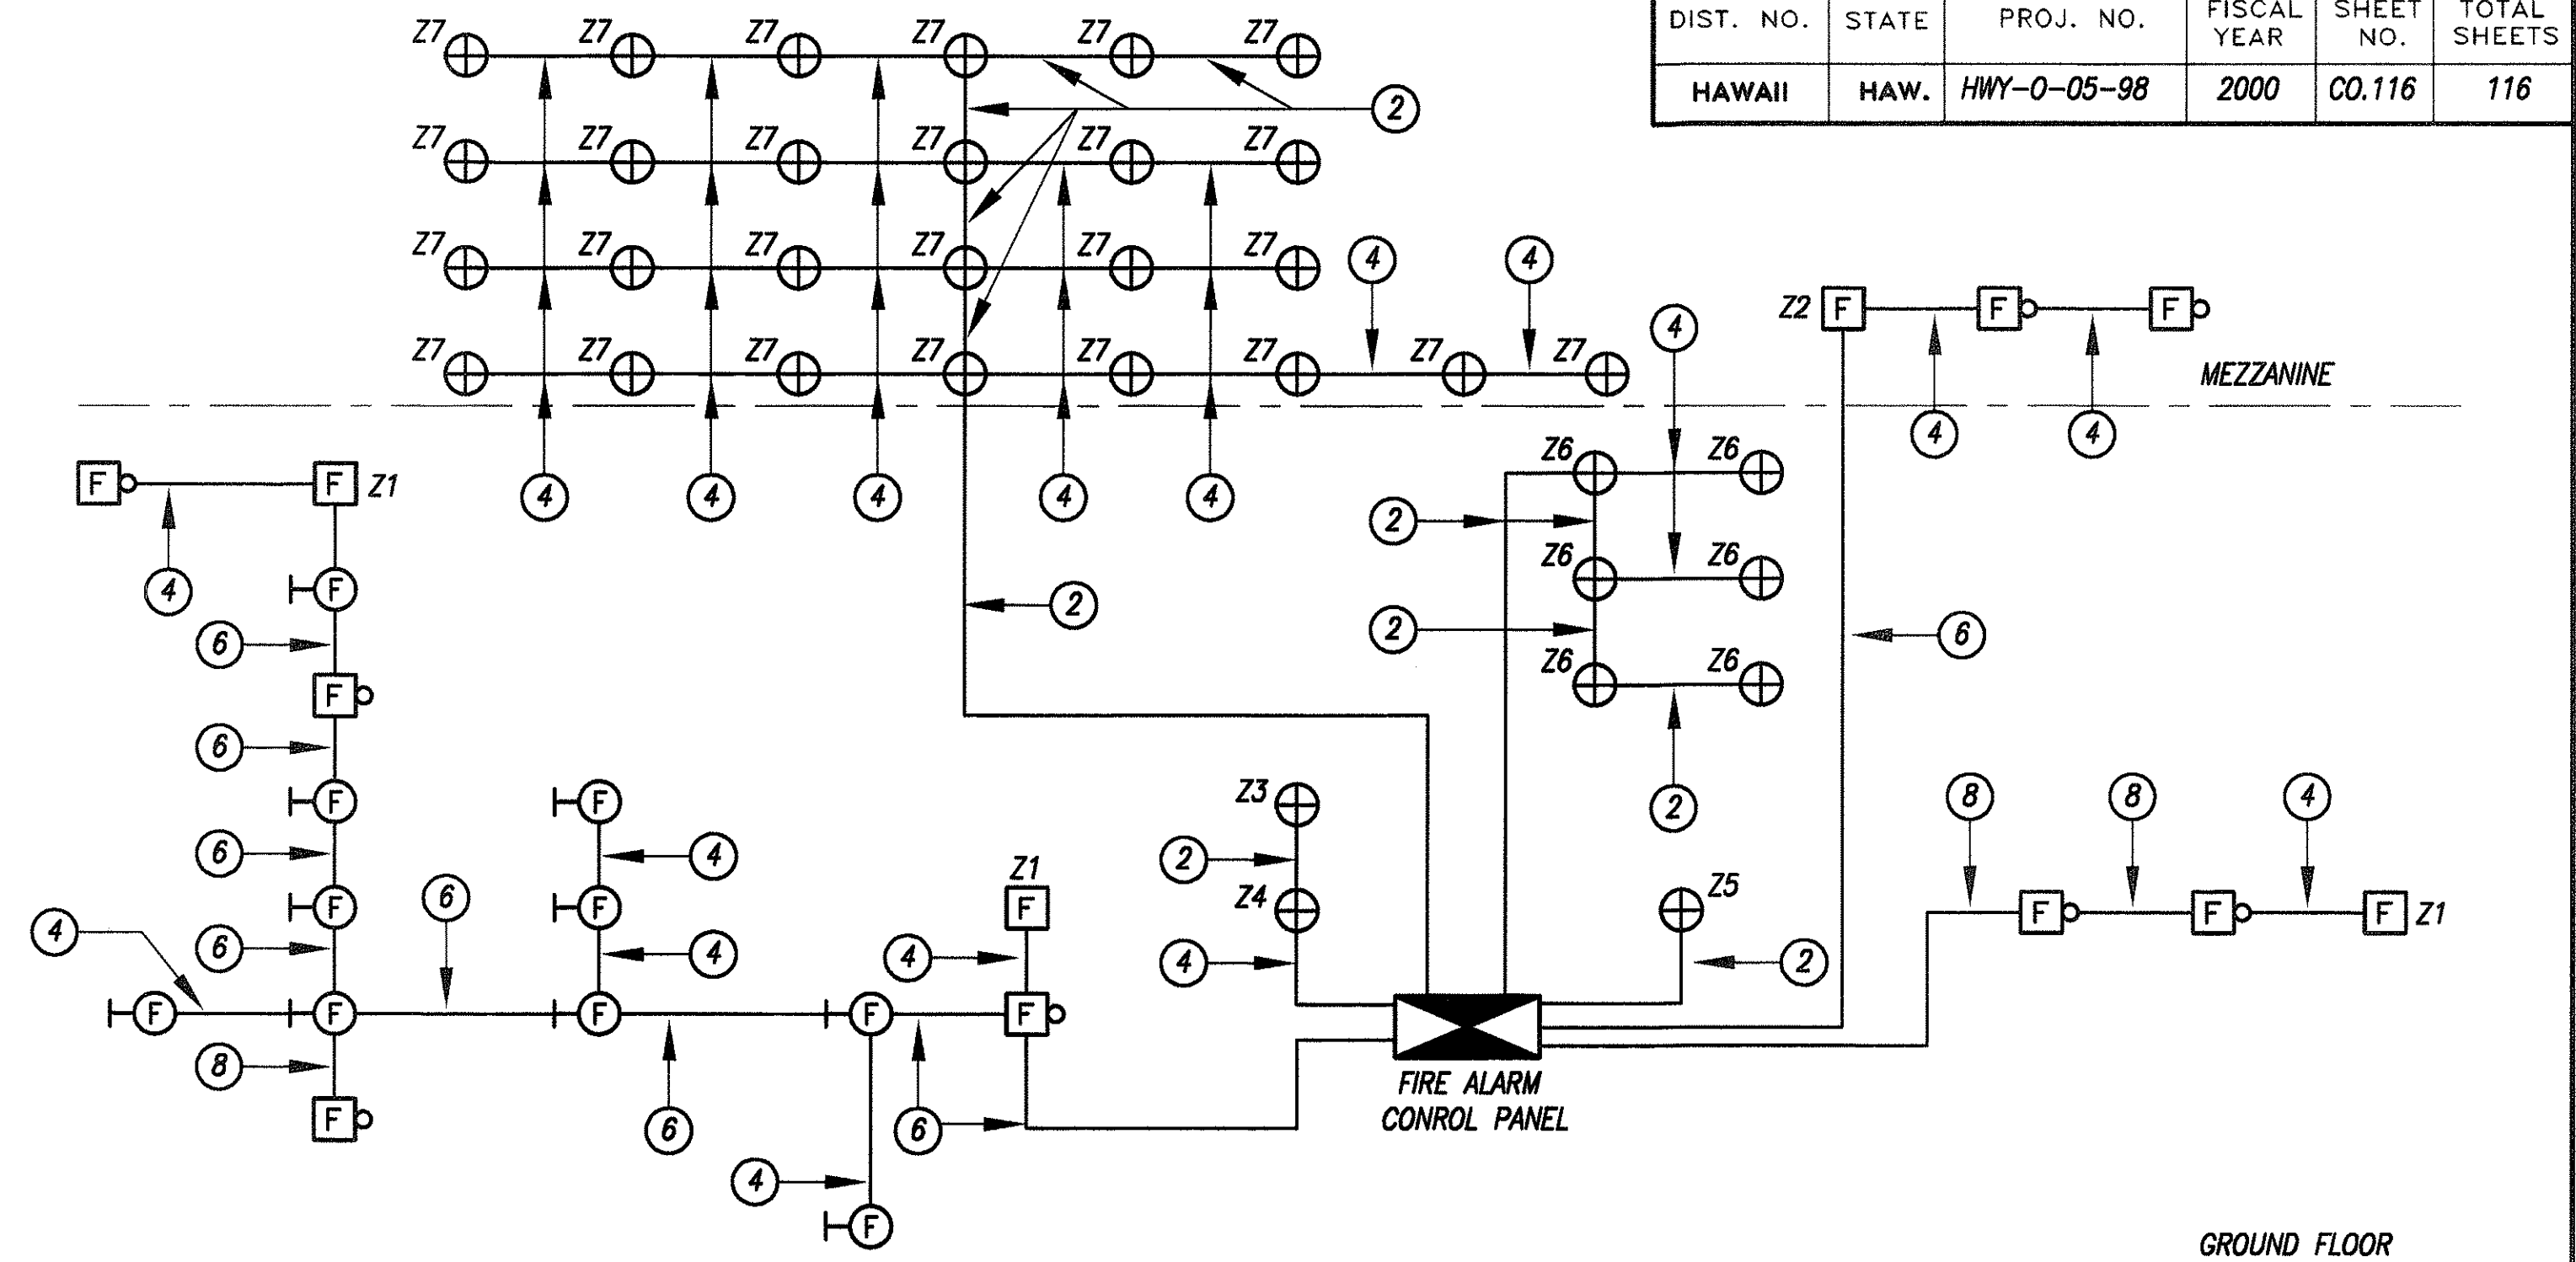 DIST. NO. STATE PROJ. NO. FISCAL YEAR SHEET NO. TOTAL SHEETS
HAWAII HAW. HWY-O-05-98 2000 CO.116 116
Z7 Z7 Z7 Z7 Z7 Z7
2
Z7 Z7 Z7 Z7 Z7 Z7
Z7 Z7 Z7 Z7 Z7 Z7
4 4
Z2 F F F
4
Z7 Z7 Z7 Z7 Z7 Z7 Z7 Z7
MEZZANINE
4 4
F F Z1
4 4 4 4 4
Z6 Z6
2
4
F
2
Z6 Z6
6
2
6
Z6 Z6
F
6
2
F F
Z3
8 8 4
6
4
2
Z1
6
4
F F
F
Z4
Z5
F F F Z1
6
4
4
4
2
F F F F F
8
FIRE ALARM
CONROL PANEL
F
6
6
4
F
GROUND FLOOR